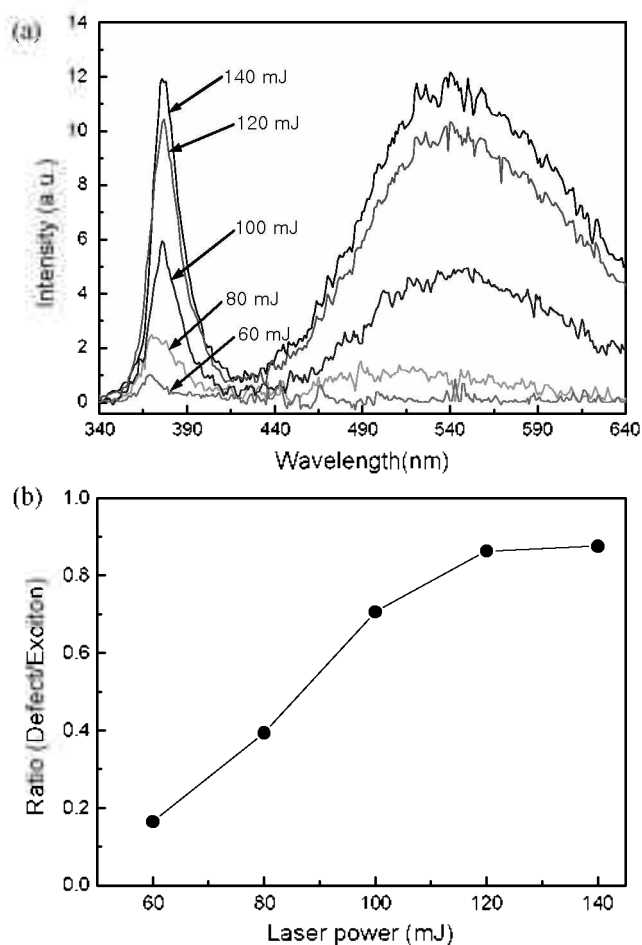 (a)
14
12
10
8
6
4
2
0
Intensity (a.u.)
140 mJ
120 mJ
100 mJ
80 mJ
60 mJ
340 390 440 490 540 590 640
Wavelength(nm)
(b)
1.0
0.8
0.6
0.4
0.2
0.0
Ratio (Defect/Exciton)
60 80 100 120 140
Laser power (mJ)